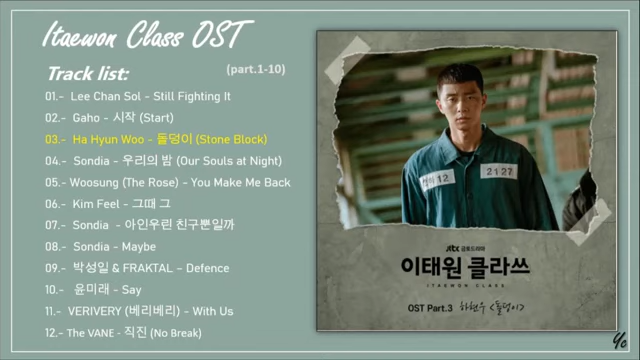 Itaewon Class OST
Track list:
(part.1-10)
01.- Lee Chan Sol - Still Fighting It
02.- Gaho - 시작 (Start)
03.- Ha Hyun Woo - 돌덩이 (Stone Block)
04.- Sondia - 우리의 밤 (Our Souls at Night)
05.- Woosung (The Rose) - You Make Me Back
06.- Kim Feel - 그때 그
07.- Sondia - 아인우린 친구뿐일까
08.- Sondia - Maybe
09.- 박성일 & FRAKTAL - Defence
10.- 윤미래 - Say
11.- VERIVERY (베리베리) - With Us
12.- The VANE - 직진 (No Break)
2127
jtbc 금토드라마
이태원 클라쓰
ITAEWON CLASS
OST Part.3 하현우 <돌덩이>